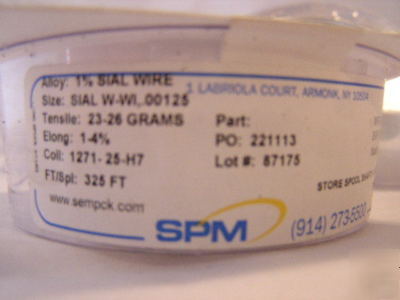 Alloy: 1% SIAL WIRE
1 LABRIOLA COURT, ARMONK, NY 10504
Size: SIAL W-WI,.00125
Tensile: 23-26 GRAMS
Part:
Elong: 1-4%
PO: 221113
Coil: 1271-25-H7
Lot #: 87175
FT/Spl: 325 FT
STORE SPOOL
www.sempck.com
SPM
(914) 273-5500